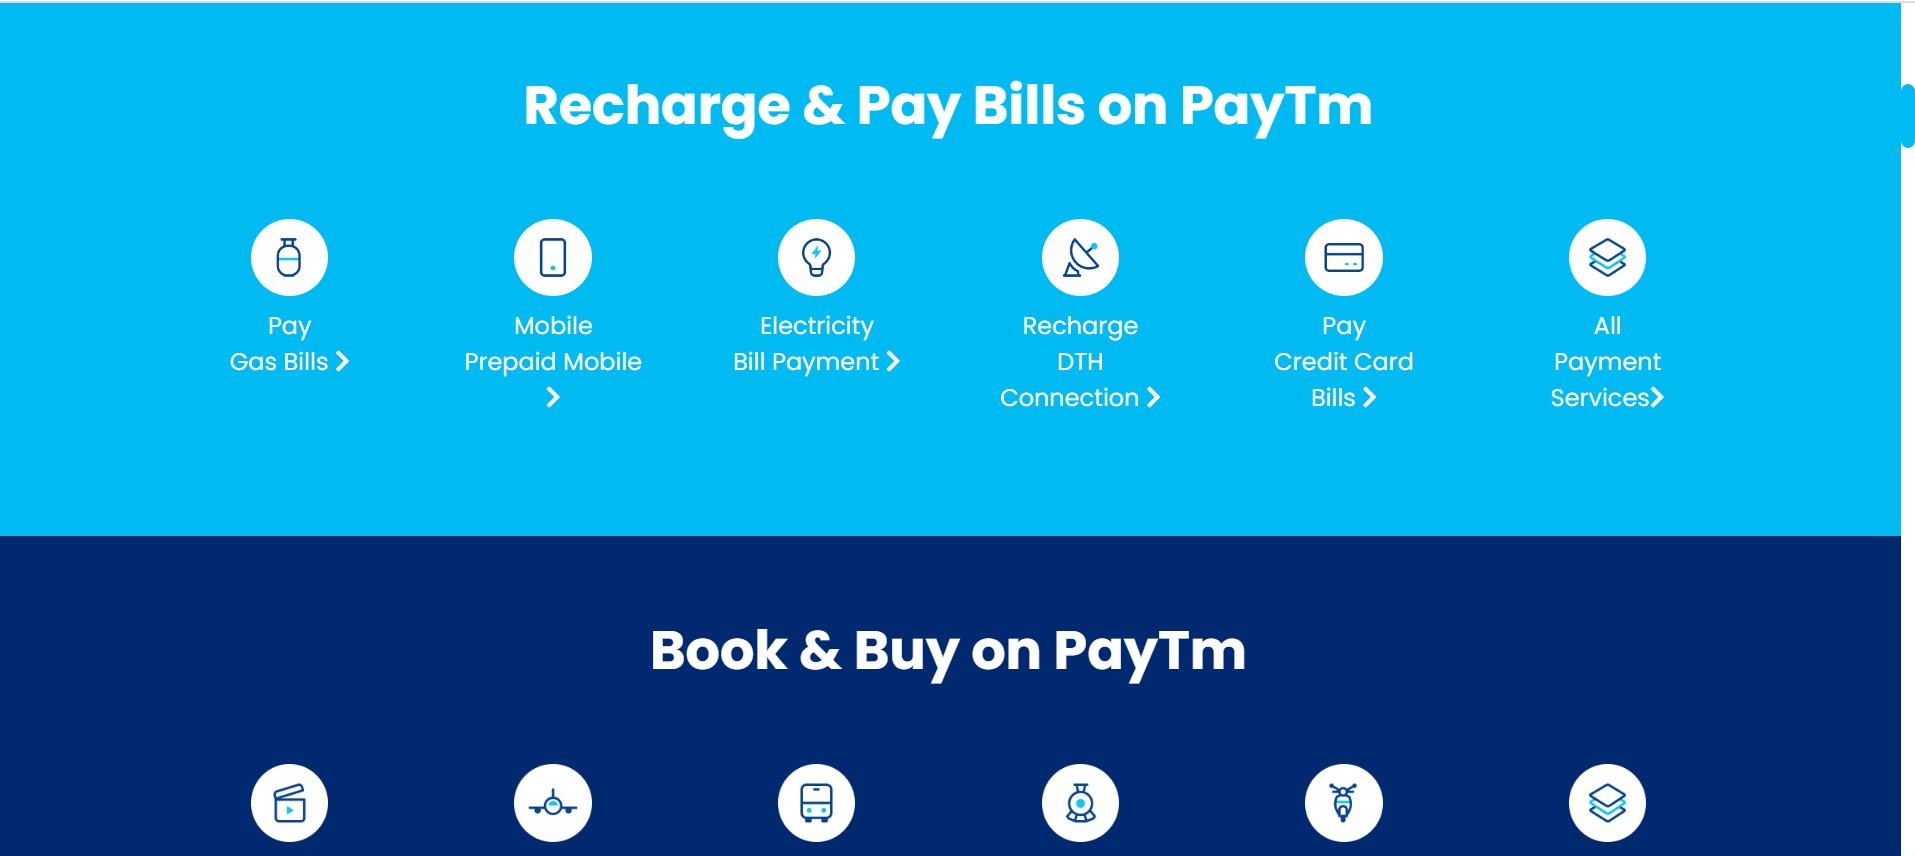 Recharge & Pay Bills on PayTm
Pay
Gas Bills
Mobile
Prepaid Mobile
Electricity
Bill Payment
Recharge
DTH
Connection
Pay
Credit Card
Bills
All
Payment
Services
Book & Buy on PayTm